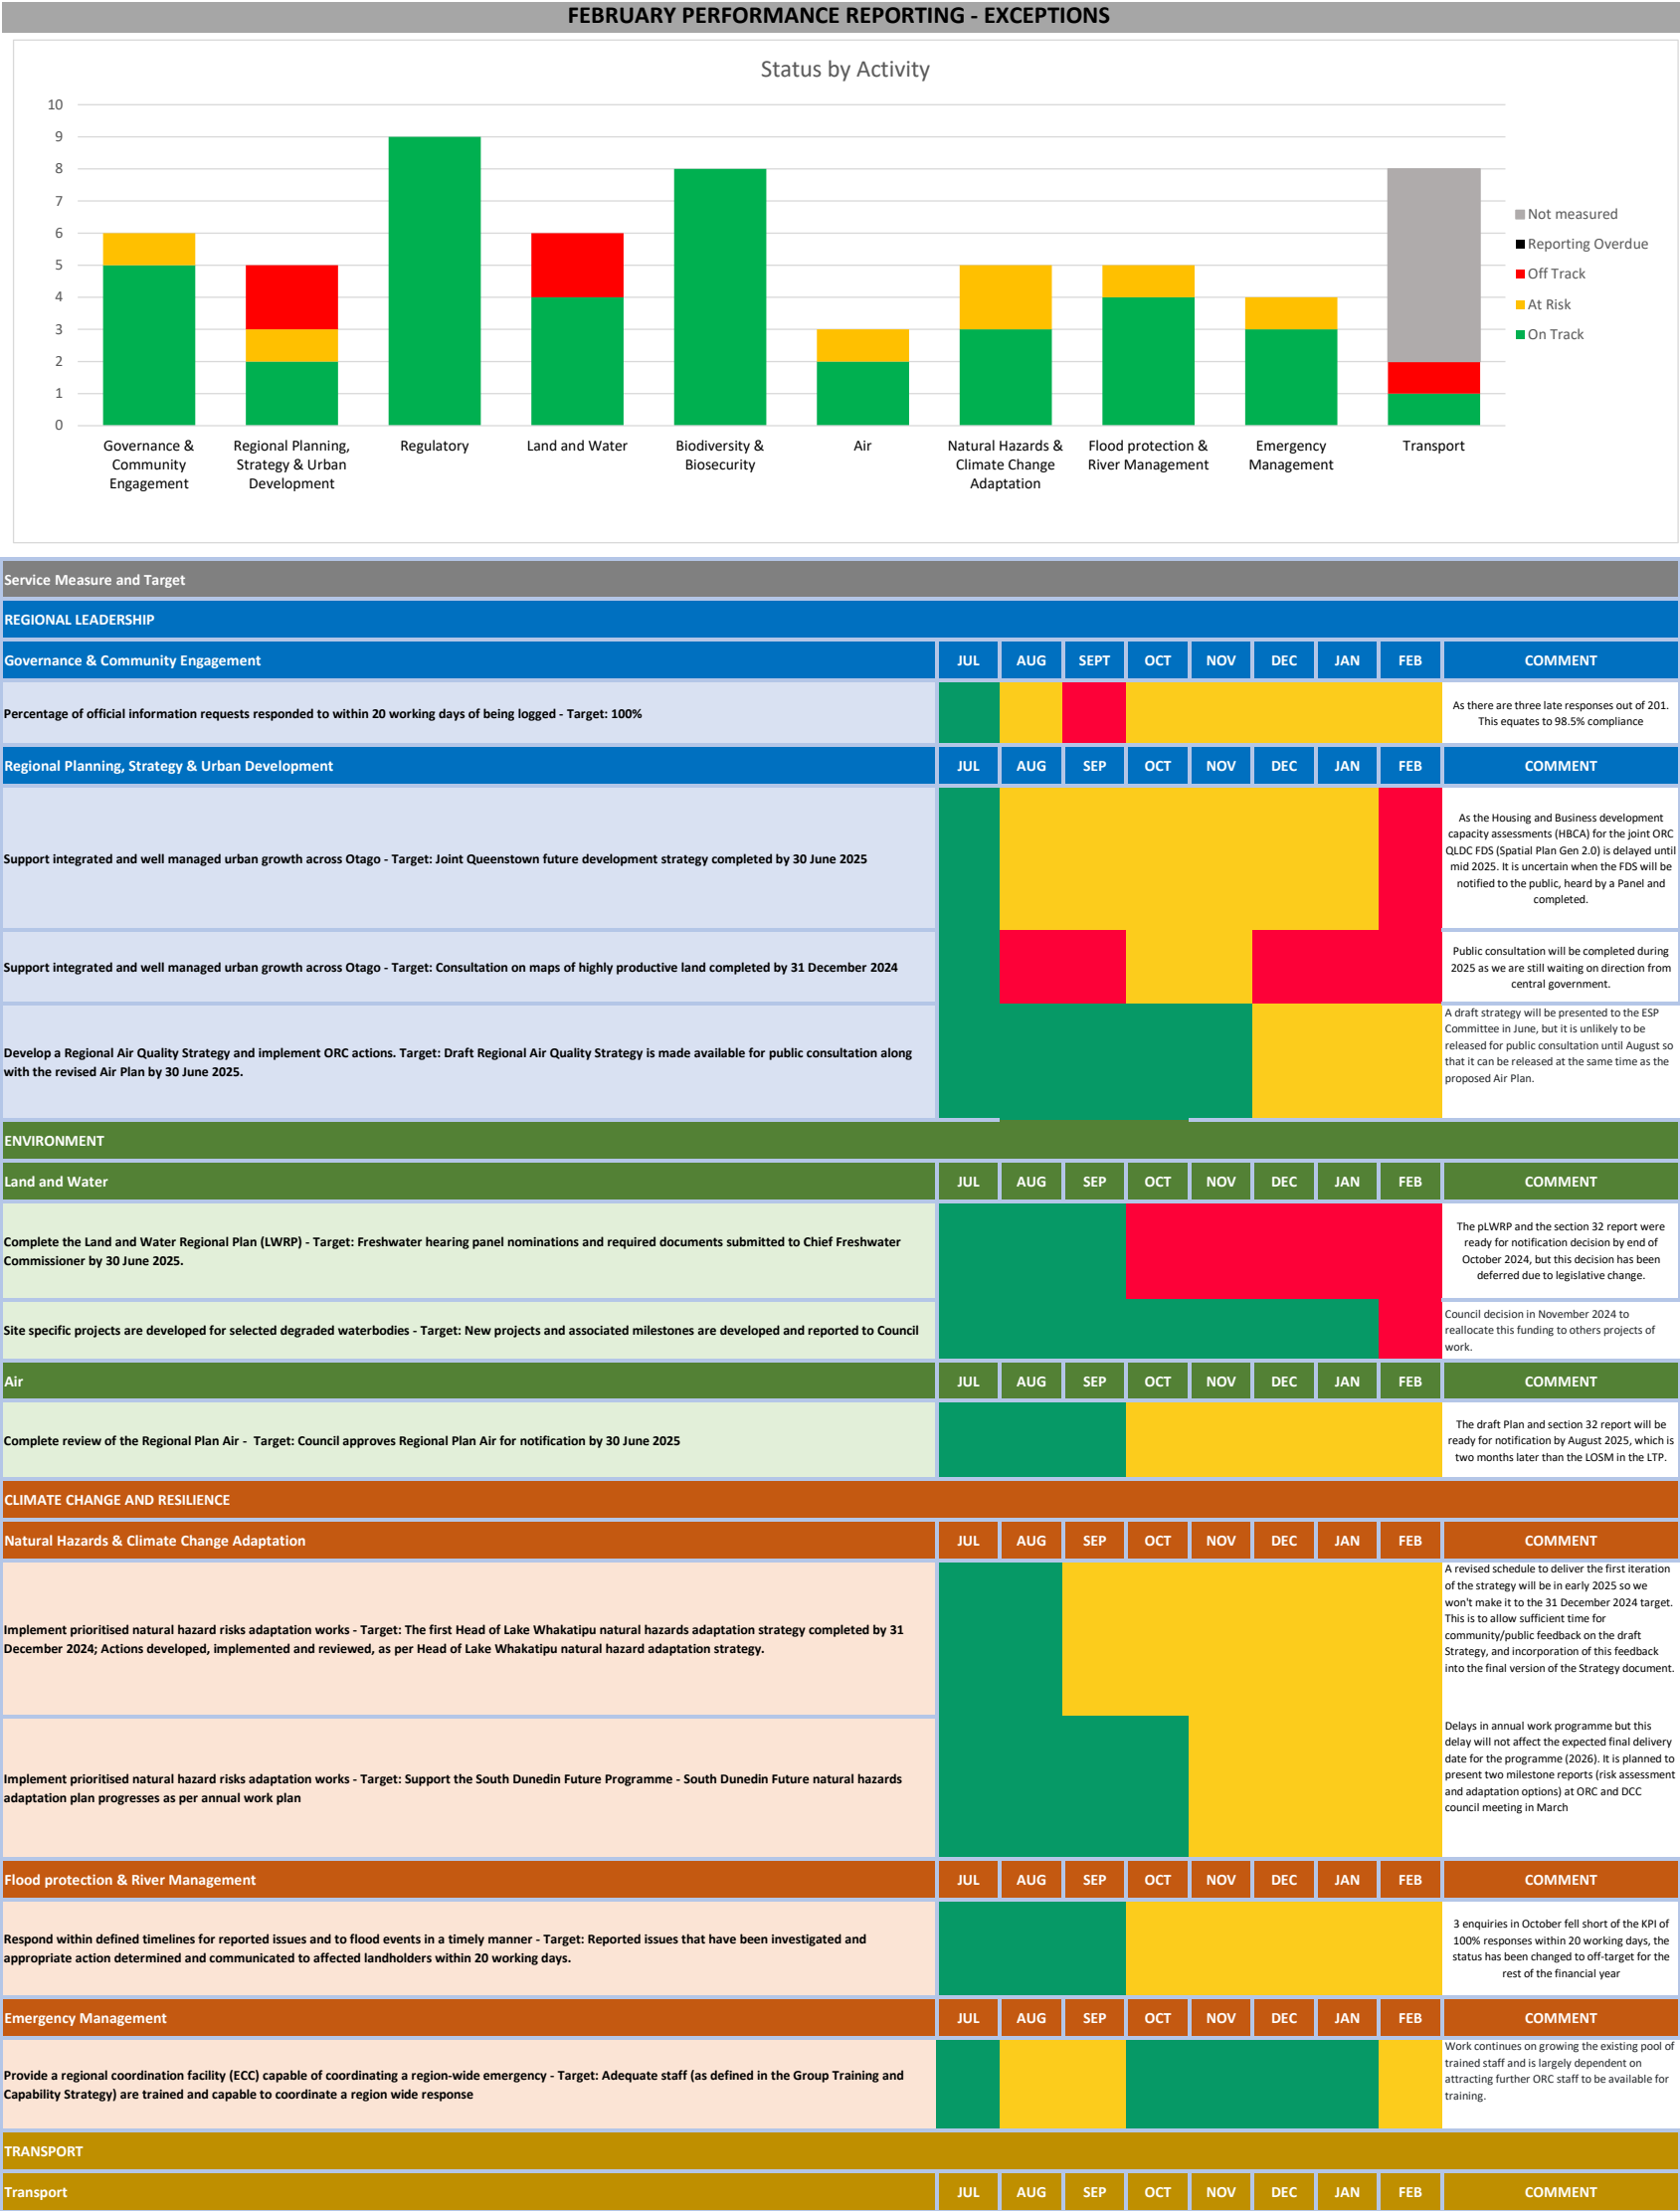 FEBRUARY PERFORMANCE REPORTING - EXCEPTIONS
Status by Activity
10
9
8
7
6
5
4
3
2
1
0
Governance &
Community
Engagement
Regional Planning,
Strategy & Urban
Development
Regulatory
Land and Water
Biodiversity &
Biosecurity
Air
Natural Hazards &
Climate Change
Adaptation
Flood protection &
River Management
Emergency
Management
Transport
Not measured
Reporting Overdue
Off Track
At Risk
On Track
Service Measure and Target
REGIONAL LEADERSHIP
Governance & Community Engagement JUL AUG SEPT OCT NOV DEC JAN FEB COMMENT
Percentage of official information requests responded to within 20 working days of being logged - Target: 100%
As there are three late responses out of 201.
This equates to 98.5% compliance
Regional Planning, Strategy & Urban Development JUL AUG SEP OCT NOV DEC JAN FEB COMMENT
Support integrated and well managed urban growth across Otago - Target: Joint Queenstown future development strategy completed by 30 June 2025
As the Housing and Business development
capacity assessments (HBCA) for the joint ORC
QLDC FDS (Spatial Plan Gen 2.0) is delayed until
mid 2025. It is uncertain when the FDS will be
notified to the public, heard by a Panel and
completed.
Support integrated and well managed urban growth across Otago - Target: Consultation on maps of highly productive land completed by 31 December 2024
Public consultation will be completed during
2025 as we are still waiting on direction from
central government.
Develop a Regional Air Quality Strategy and implement ORC actions. Target: Draft Regional Air Quality Strategy is made available for public consultation along
with the revised Air Plan by 30 June 2025.
A draft strategy will be presented to the ESP
Committee in June, but it is unlikely to be
released for public consultation until August so
that it can be released at the same time as the
proposed Air Plan.
ENVIRONMENT
Land and Water JUL AUG SEP OCT NOV DEC JAN FEB COMMENT
Complete the Land and Water Regional Plan (LWRP) - Target: Freshwater hearing panel nominations and required documents submitted to Chief Freshwater
Commissioner by 30 June 2025.
The pLWRP and the section 32 report were
ready for notification decision by end of
October 2024, but this decision has been
deferred due to legislative change.
Site specific projects are developed for selected degraded waterbodies - Target: New projects and associated milestones are developed and reported to Council
Council decision in November 2024 to
reallocate this funding to others projects of
work.
Air JUL AUG SEP OCT NOV DEC JAN FEB COMMENT
Complete review of the Regional Plan Air - Target: Council approves Regional Plan Air for notification by 30 June 2025
The draft Plan and section 32 report will be
ready for notification by August 2025, which is
two months later than the LOSM in the LTP.
CLIMATE CHANGE AND RESILIENCE
Natural Hazards & Climate Change Adaptation JUL AUG SEP OCT NOV DEC JAN FEB COMMENT
Implement prioritised natural hazard risks adaptation works - Target: The first Head of Lake Whakatipu natural hazards adaptation strategy completed by 31
December 2024; Actions developed, implemented and reviewed, as per Head of Lake Whakatipu natural hazard adaptation strategy.
A revised schedule to deliver the first iteration
of the strategy will be in early 2025 so we
won't make it to the 31 December 2024 target.
This is to allow sufficient time for
community/public feedback on the draft
Strategy, and incorporation of this feedback
into the final version of the Strategy document.
Implement prioritised natural hazard risks adaptation works - Target: Support the South Dunedin Future Programme - South Dunedin Future natural hazards
adaptation plan progresses as per annual work plan
Delays in annual work programme but this
delay will not affect the expected final delivery
date for the programme (2026). It is planned to
present two milestone reports (risk assessment
and adaptation options) at ORC and DCC
council meeting in March
Flood protection & River Management JUL AUG SEP OCT NOV DEC JAN FEB COMMENT
Respond within defined timelines for reported issues and to flood events in a timely manner - Target: Reported issues that have been investigated and
appropriate action determined and communicated to affected landholders within 20 working days.
3 enquiries in October fell short of the KPI of
100% responses within 20 working days, the
status has been changed to off-target for the
rest of the financial year
Emergency Management JUL AUG SEP OCT NOV DEC JAN FEB COMMENT
Provide a regional coordination facility (ECC) capable of coordinating a region-wide emergency - Target: Adequate staff (as defined in the Group Training and
Capability Strategy) are trained and capable to coordinate a region wide response
Work continues on growing the existing pool of
trained staff and is largely dependent on
attracting further ORC staff to be available for
training.
TRANSPORT
Transport JUL AUG SEP OCT NOV DEC JAN FEB COMMENT